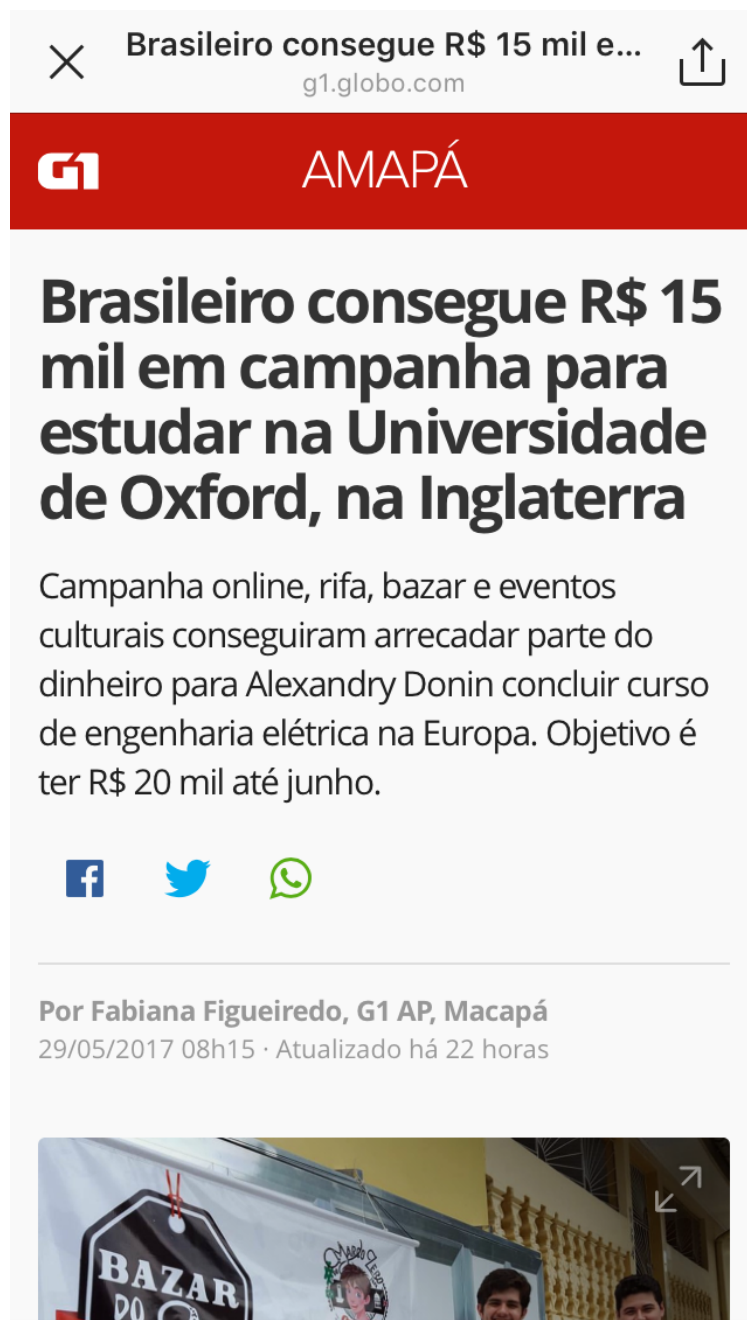 Brasileiro consegue R$ 15 mil e...
g1.globo.com
G1
AMAPÁ
Brasileiro consegue R$ 15
mil em campanha para
estudar na Universidade
de Oxford, na Inglaterra
Campanha online, rifa, bazar e eventos
culturais conseguiram arrecadar parte do
dinheiro para Alexandry Donin concluir curso
de engenharia elétrica na Europa. Objetivo é
ter R$ 20 mil até junho.
Por Fabiana Figueiredo, G1 AP, Macapá
29/05/2017 08h15 · Atualizado há 22 horas
BAZAR
DO